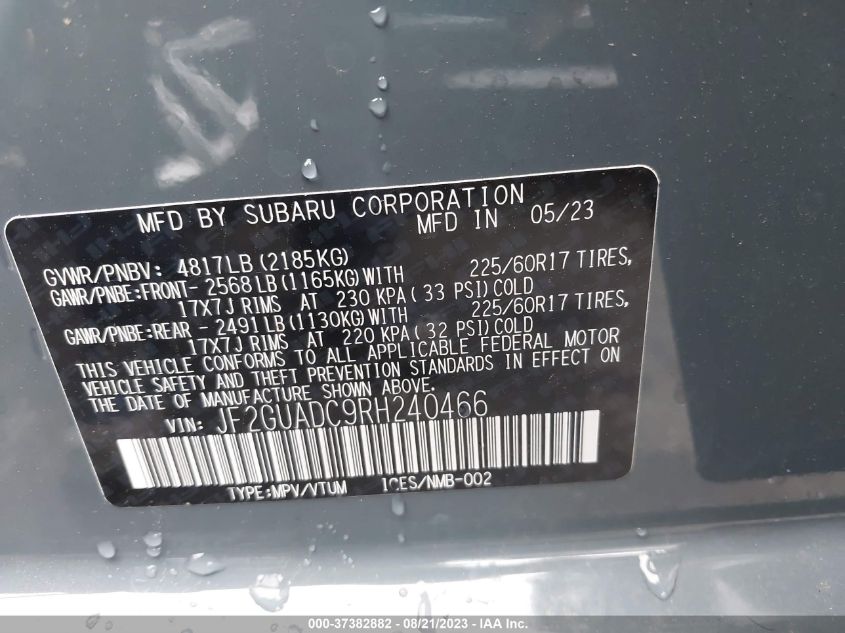 MFD BY SUBARU CORPORATION
MFD IN 05/23
GVWR/PNBV: 4817LB (2185KG)
GAWR/PNBE:FRONT- 2568LB (1165KG)WITH 225/60R17 TIRES,
17X7J RIMS AT 230 KPA( 33 PSI) COLD
GAWR/PNBE:REAR - 2491LB (1130KG)WITH 225/60R17 TIRES,
17X7J RIMS AT 220 KPA( 32 PSI) COLD
THIS VEHICLE CONFORMS TO ALL APPLICABLE FEDERAL MOTOR
VEHICLE SAFETY AND THEFT PREVENTION STANDARDS IN EFFECT ON
THE DATE OF MANUFACTURE SHOWN ABOVE.
VIN: JF2GUADC9RH240466
TYPE:MPV/VTUM ICES/NMB-002
000-37382882 - 08/21/2023 - Copyright © IAA, Inc.